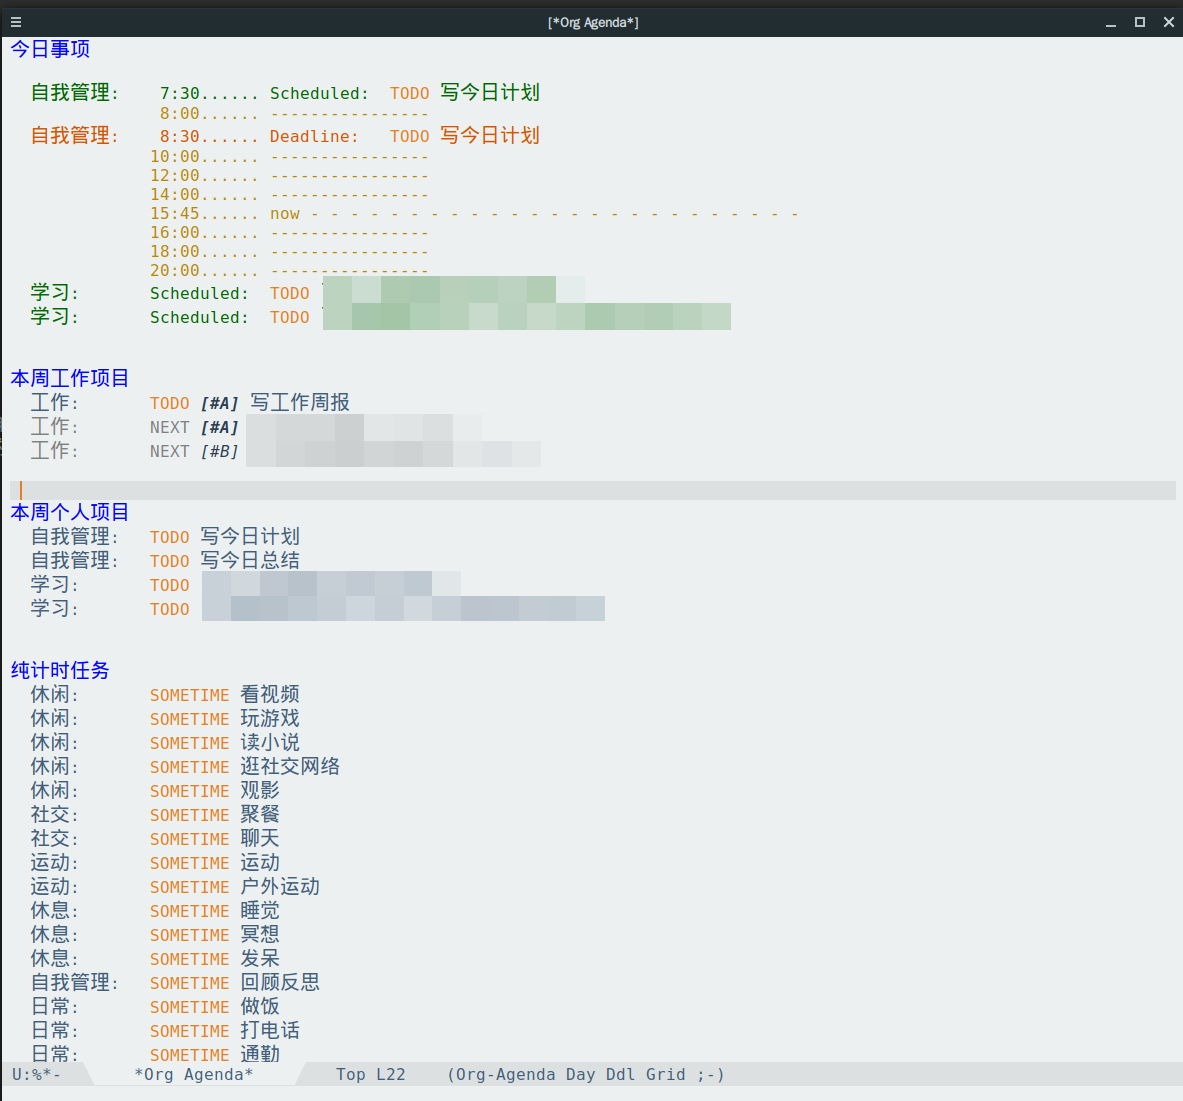 [*Org Agenda*]
今日事项
自我管理: 7:30...... Scheduled: TODO 写今日计划
8:00...... ----------------
自我管理: 8:30...... Deadline: TODO 写今日计划
10:00...... ----------------
12:00...... ----------------
14:00...... ----------------
15:45...... now - - - - - - - - - - - - - - - - - - - - - - - - -
16:00...... ----------------
18:00...... ----------------
20:00...... ----------------
学习: Scheduled: TODO
学习: Scheduled: TODO
本周工作项目
工作: TODO [#A] 写工作周报
工作: NEXT [#A]
工作: NEXT [#B]
本周个人项目
自我管理: TODO 写今日计划
自我管理: TODO 写今日总结
学习: TODO
学习: TODO
纯计时任务
休闲: SOMETIME 看视频
休闲: SOMETIME 玩游戏
休闲: SOMETIME 读小说
休闲: SOMETIME 逛社交网络
休闲: SOMETIME 观影
社交: SOMETIME 聚餐
社交: SOMETIME 聊天
运动: SOMETIME 运动
运动: SOMETIME 户外运动
休息: SOMETIME 睡觉
休息: SOMETIME 冥想
休息: SOMETIME 发呆
自我管理: SOMETIME 回顾反思
日常: SOMETIME 做饭
日常: SOMETIME 打电话
日常: SOMETIME 通勤
U:%*- *Org Agenda* Top L22 (Org-Agenda Day Ddl Grid ;-)